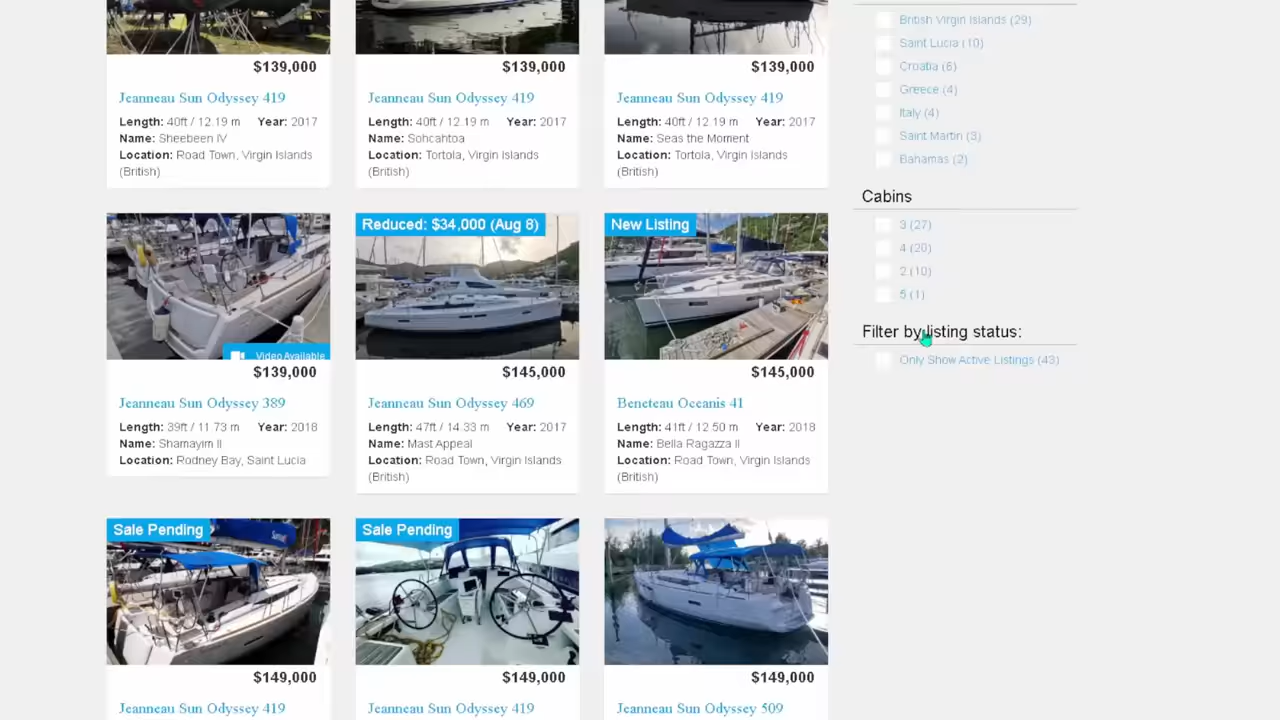 $139,000
Jeanneau Sun Odyssey 419
Length: 40ft / 12.19 m Year: 2017
Name: Sheebeen IV
Location: Road Town, Virgin Islands
(British)
$139,000
Jeanneau Sun Odyssey 419
Length: 40ft / 12.19 m Year: 2017
Name: Sohcahtoa
Location: Tortola, Virgin Islands
(British)
$139,000
Jeanneau Sun Odyssey 419
Length: 40ft / 12.19 m Year: 2017
Name: Seas the Moment
Location: Tortola, Virgin Islands
(British)
Video Available
$139,000
Jeanneau Sun Odyssey 389
Length: 39ft / 11.73 m Year: 2018
Name: Shamayim II
Location: Rodney Bay, Saint Lucia
Reduced: $34,000 (Aug 8)
$145,000
Jeanneau Sun Odyssey 469
Length: 47ft / 14.33 m Year: 2017
Name: Mast Appeal
Location: Road Town, Virgin Islands
(British)
New Listing
$145,000
Beneteau Oceanis 41
Length: 41ft / 12.50 m Year: 2018
Name: Bella Ragazza II
Location: Road Town, Virgin Islands
(British)
Sale Pending
$149,000
Jeanneau Sun Odyssey 419
Sale Pending
$149,000
Jeanneau Sun Odyssey 419
$149,000
Jeanneau Sun Odyssey 509
British Virgin Islands (29)
Saint Lucia (10)
Croatia (6)
Greece (4)
Italy (4)
Saint Martin (3)
Bahamas (2)
Cabins
3 (27)
4 (20)
2 (10)
5 (1)
Filter by listing status:
Only Show Active Listings (43)